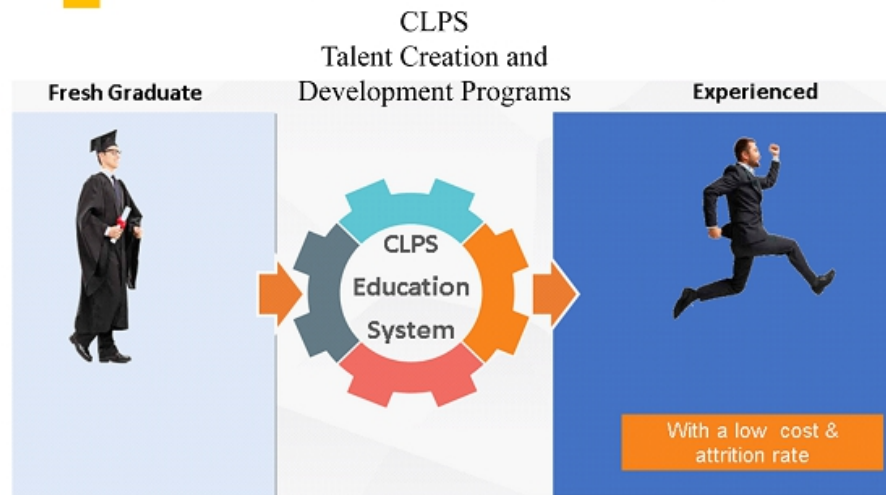 CLPS
Talent Creation and
Development Programs
Fresh Graduate
Experienced
CLPS
Education
System
With a low cost &
attrition rate